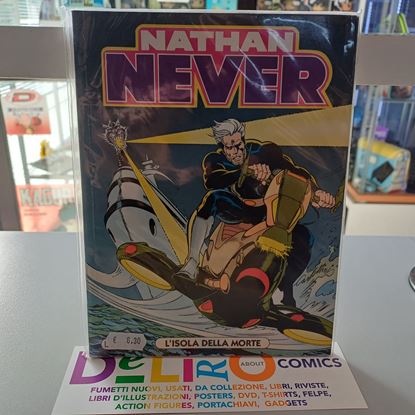 NATHAN
NEVER
L'ISOLA DELLA MORTE
L. € 6,30
DELIRIO ABOUT COMICS
FUMETTI NUOVI, USATI, DA COLLEZIONE, LIBRI, RIVISTE,
LIBRI D'ILLUSTRAZIONI, POSTERS, DVD, T-SHIRTS, FELPE,
ACTION FIGURES, PORTACHIAVI, GADGETS